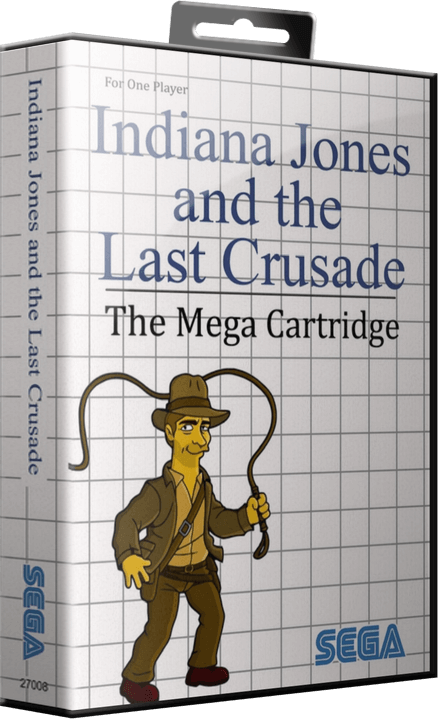 For One Player
Indiana Jones
and the
Last Crusade
The Mega Cartridge
SEGA
Indiana Jones and the Last Crusade
SEGA
27008